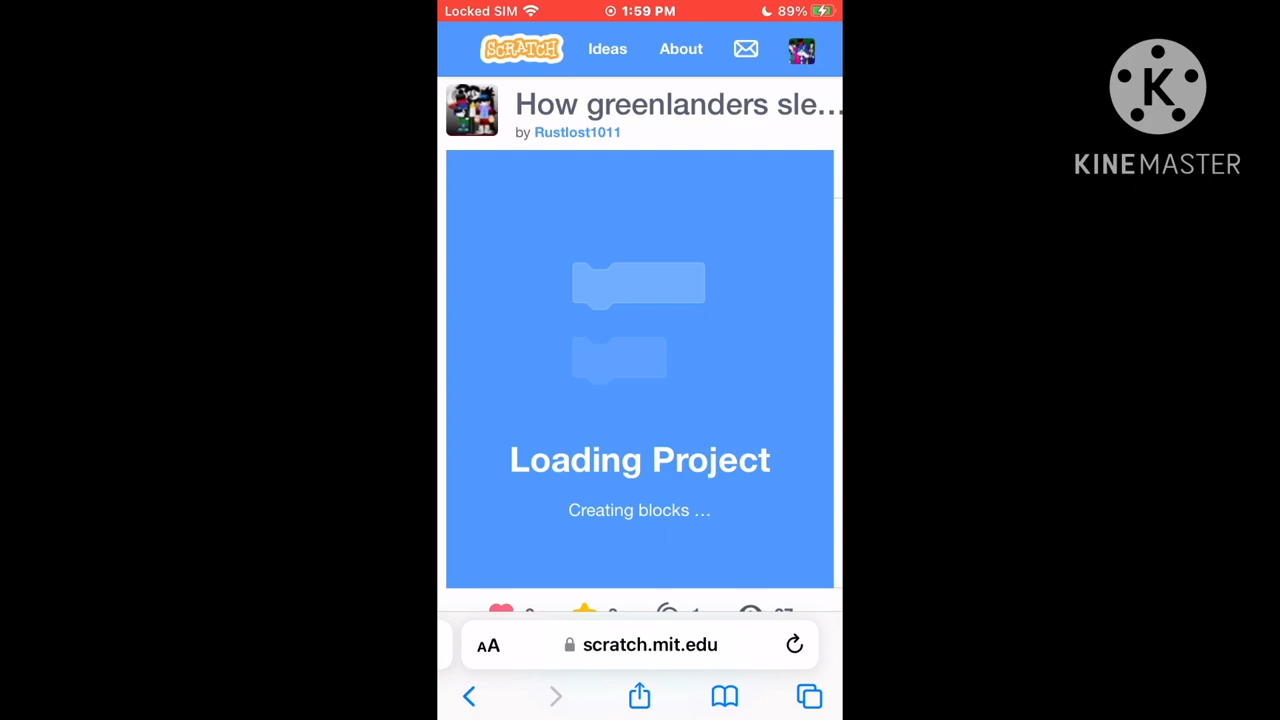 Locked SIM 1:59 PM 89%
SCRATCH Ideas About
How greenlanders sle...
by Rustlost1011
Loading Project
Creating blocks ...
AA scratch.mit.edu
K
KINEMASTER